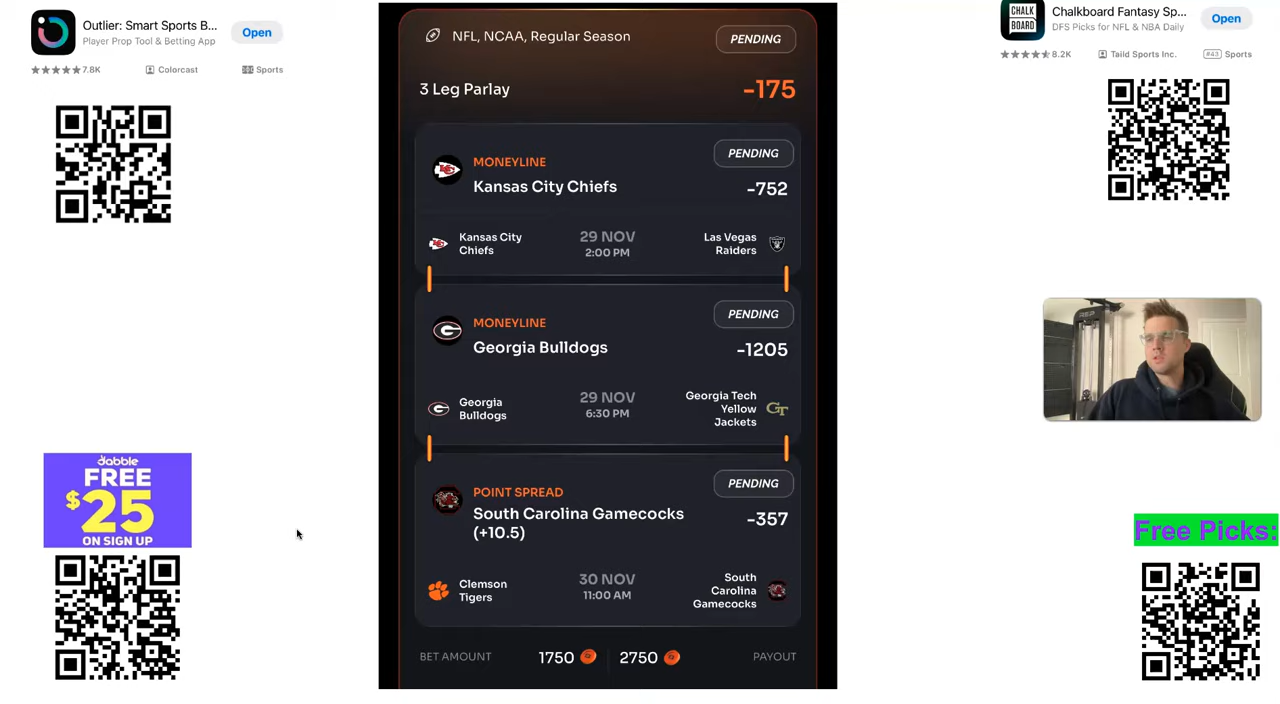 Outlier: Smart Sports B...
Player Prop Tool & Betting App
Open
★★★★★ 7.8K
Colorcast
Sports
NFL, NCAA, Regular Season
PENDING
3 Leg Parlay
-175
MONEYLINE
PENDING
Kansas City Chiefs
-752
Kansas City
Chiefs
29 NOV
2:00 PM
Las Vegas
Raiders
MONEYLINE
PENDING
Georgia Bulldogs
-1205
Georgia
Bulldogs
29 NOV
6:30 PM
Georgia Tech
Yellow
Jackets
GT
POINT SPREAD
PENDING
South Carolina Gamecocks
(+10.5)
-357
Clemson
Tigers
30 NOV
11:00 AM
South
Carolina
Gamecocks
BET AMOUNT
1750
2750
PAYOUT
CHALK
BOARD
Chalkboard Fantasy Sp...
DFS Picks for NFL & NBA Daily
Open
8.2K
Taild Sports Inc.
#43 Sports
REP
dabble
FREE
$25
ON SIGN UP
Free Picks: